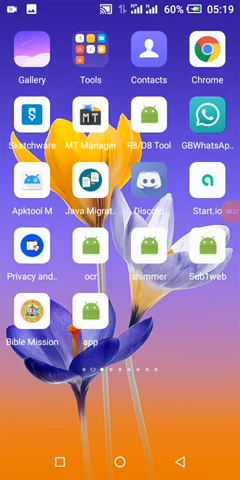 60% 05:19
Gallery Tools Contacts Chrome
Sketchware MT Manager R8/D8 Tool GBWhatsAp..
Apktool M Java Migrat.. Discord Start.io
Privacy and.. ocr shimmer Sub1web
Bible Mission app